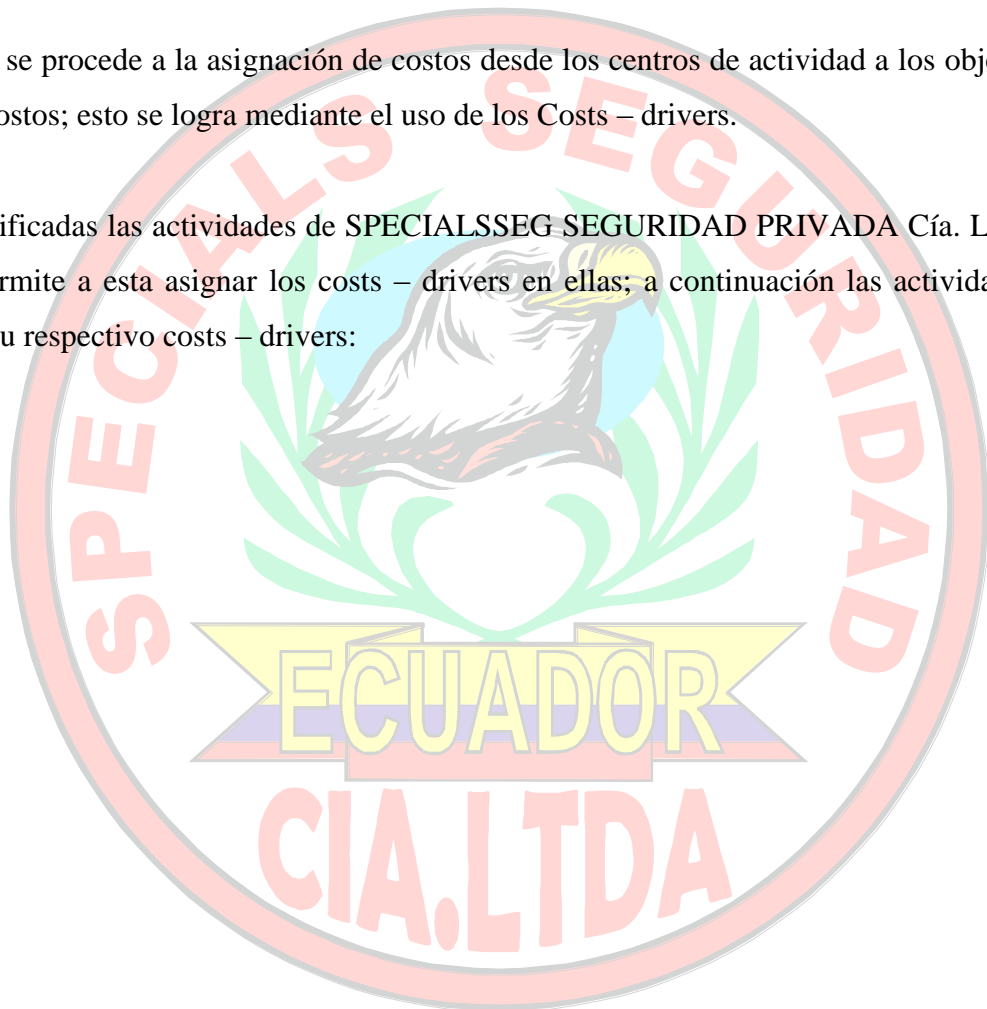 se procede a la asignación de costos desde los centros de actividad a los obj
ostos; esto se logra mediante el uso de los Costs – drivers.
ificadas las actividades de SPECIALSSEG SEGURIDAD PRIVADA Cía. L
rmite a esta asignar los costs – drivers en ellas; a continuación las activida
u respectivo costs – drivers:
SPECIALS SEGURIDAD
ECUADOR
CIA.LTDA